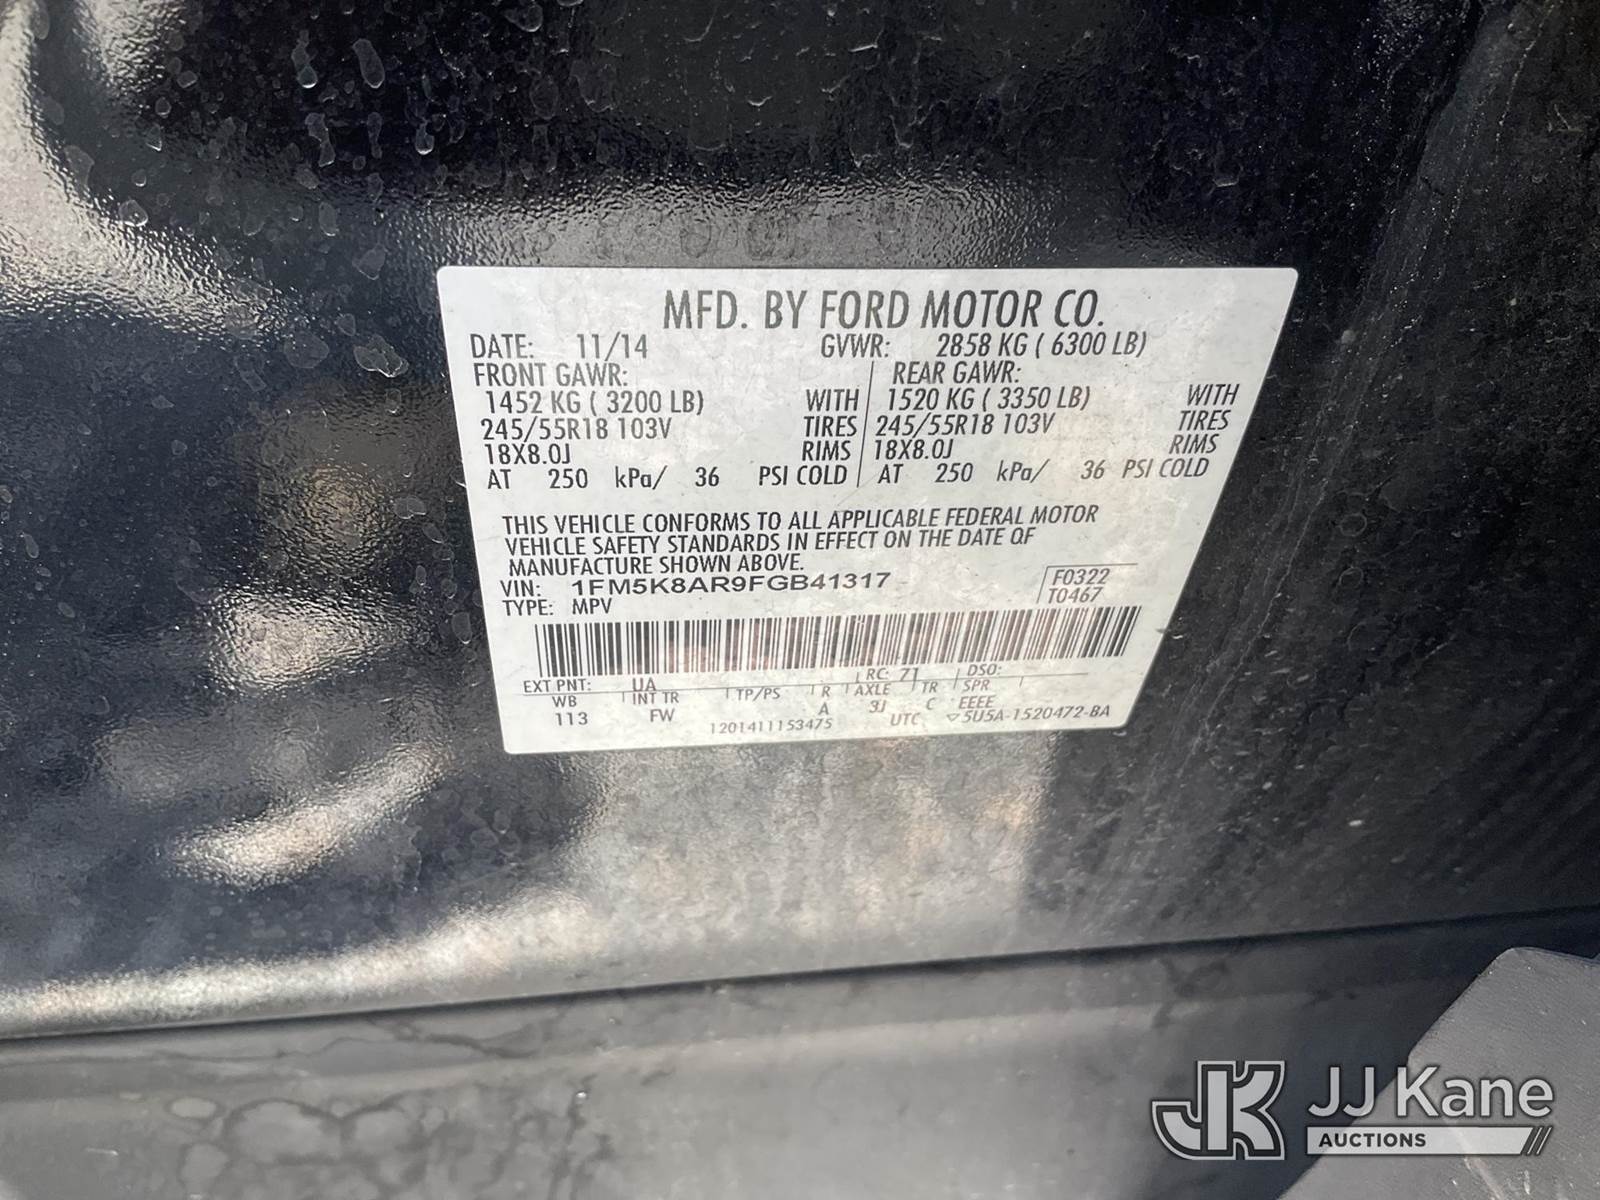 MFD. BY FORD MOTOR CO.
DATE: 11/14 GVWR: 2858 KG ( 6300 LB)
FRONT GAWR: REAR GAWR:
1452 KG ( 3200 LB) WITH 1520 KG ( 3350 LB) WITH
245/55R18 103V TIRES 245/55R18 103V TIRES
18X8.0J RIMS 18X8.0J RIMS
AT 250 kPa/ 36 PSI COLD AT 250 kPa/ 36 PSI COLD
THIS VEHICLE CONFORMS TO ALL APPLICABLE FEDERAL MOTOR
VEHICLE SAFETY STANDARDS IN EFFECT ON THE DATE OF
MANUFACTURE SHOWN ABOVE.
VIN: 1FM5K8AR9FGB41317 F0322
TYPE: MPV T0467
EXT PNT: UA RC: 71 DSO:
WB INT TR TP/PS R AXLE TR SPR
113 FW A 3J C EEEE
1201411153475 UTC 5U5A-1520472-BA
JK JJ Kane
AUCTIONS